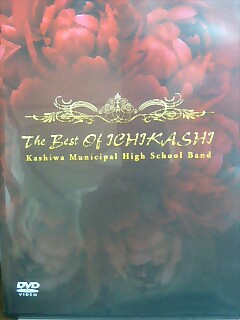 The Best Of ICHIKASHI
Kashiwa Municipal High School Band
DVD
VIDEO